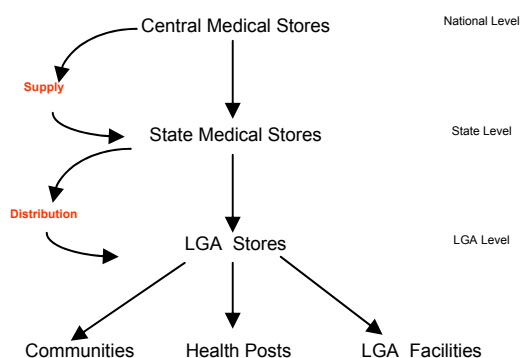 Central Medical Stores
National Level
Supply
State Medical Stores
State Level
Distribution
LGA Stores
LGA Level
Communities
Health Posts
LGA Facilities